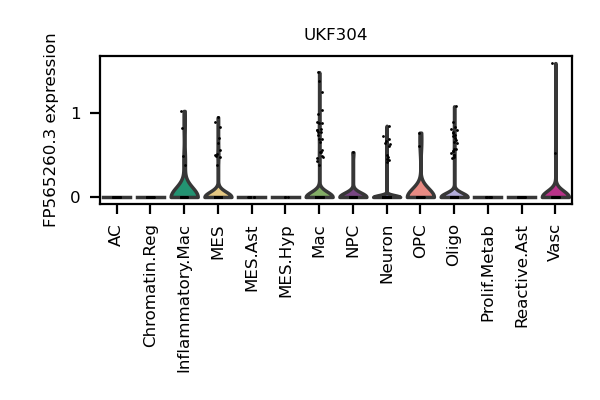 UKF304
FP565260.3 expression
1
0
AC
Chromatin.Reg
Inflammatory.Mac
MES
MES.Ast
MES.Hyp
Mac
NPC
Neuron
OPC
Oligo
Prolif.Metab
Reactive.Ast
Vasc